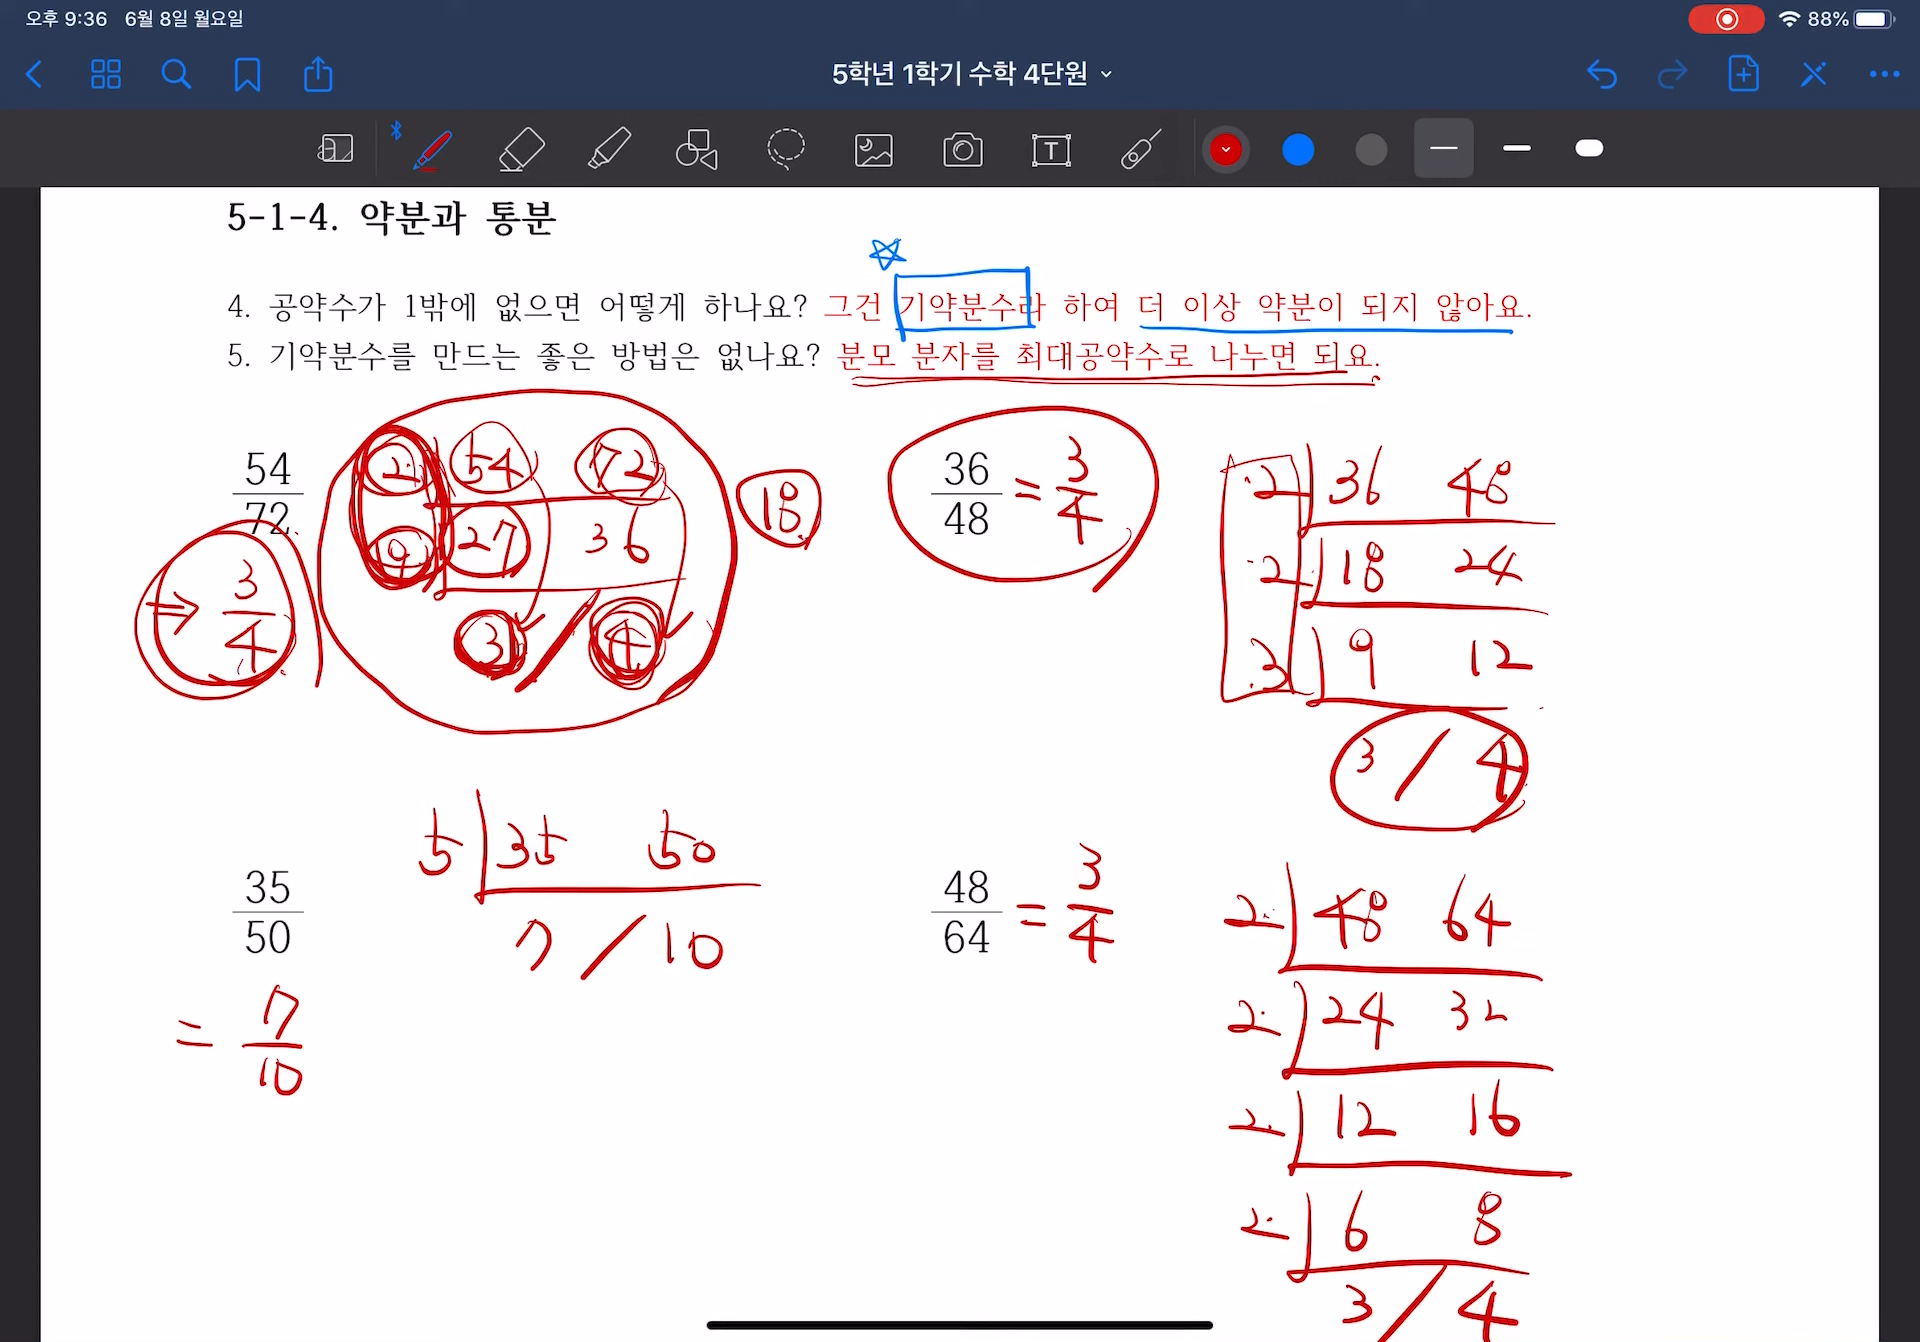 오후 9:36 6월 8일 월요일
88%
5학년 1학기 수학 4단원
T
5-1-4. 약분과 통분
4. 공약수가 1밖에 없으면 어떻게 하나요? 그건 기약분수라 하여 더 이상 약분이 되지 않아요.
5. 기약분수를 만드는 좋은 방법은 없나요? 분모 분자를 최대공약수로 나누면 되요.
54
72
⇒ 3
4
2 54 72
9 27 36
3 4
18
36
48
= 3
4
2 36 48
2 18 24
3 9 12
3 / 4
35
50
= 7
10
5 35 50
7 / 10
48
64
= 3
4
2 48 64
2 24 32
2 12 16
2 6 8
3 / 4